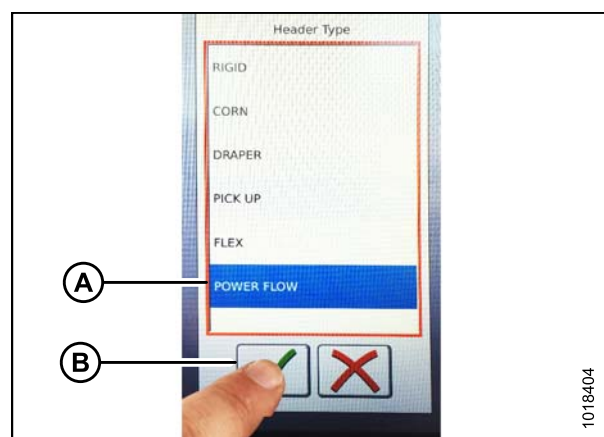 Header Type
RIGID
CORN
DRAPER
PICK UP
FLEX
A
POWER FLOW
B
1018404